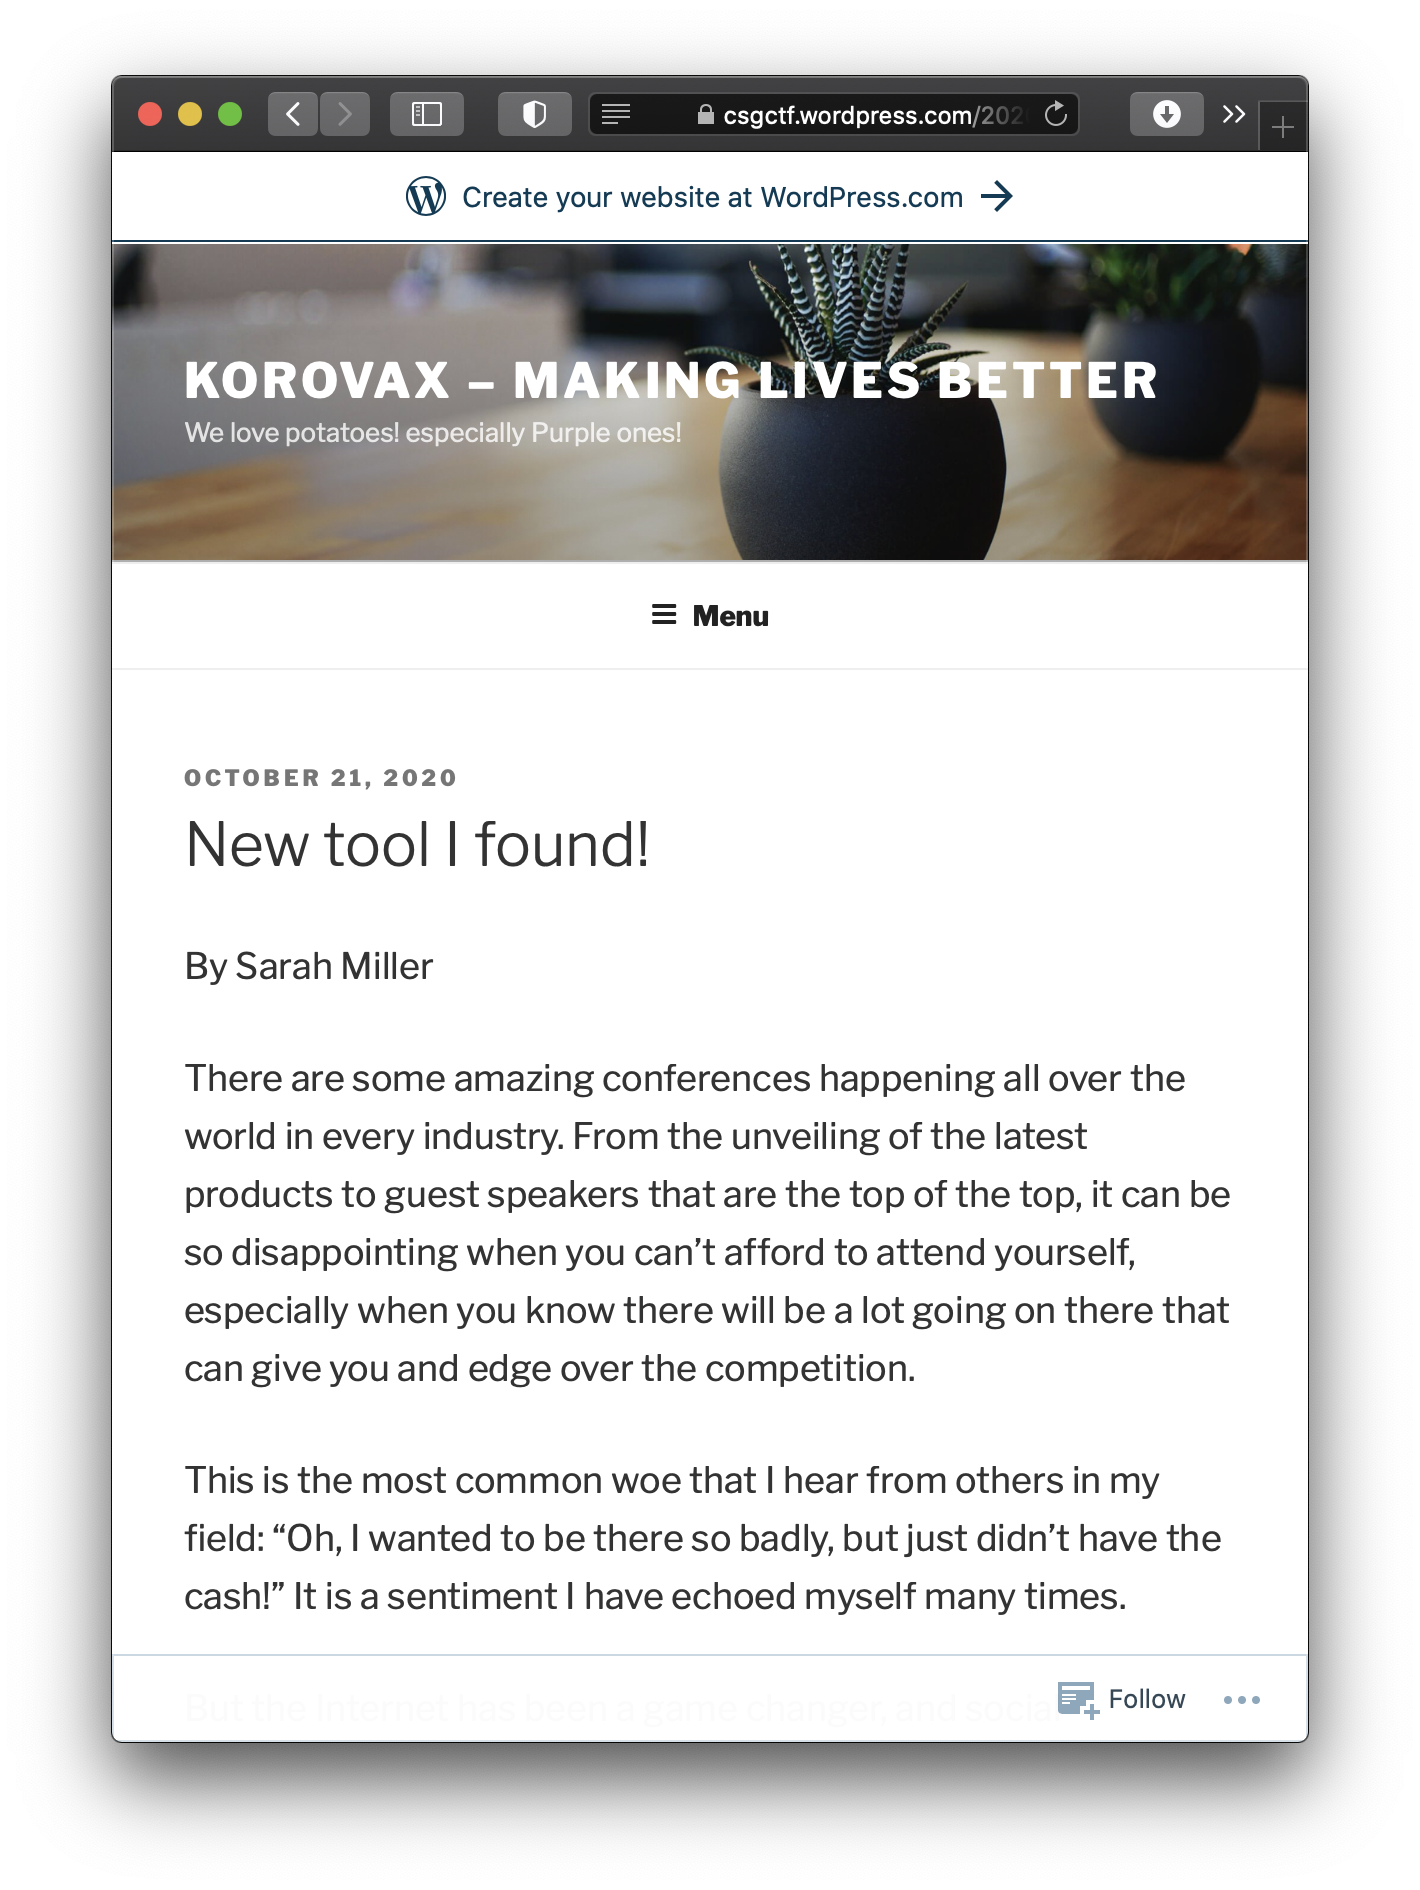 csgctf.wordpress.com/202
Create your website at WordPress.com
KOROVAX – MAKING LIVES BETTER
We love potatoes! especially Purple ones!
Menu
OCTOBER 21, 2020
New tool I found!
By Sarah Miller
There are some amazing conferences happening all over the
world in every industry. From the unveiling of the latest
products to guest speakers that are the top of the top, it can be
so disappointing when you can’t afford to attend yourself,
especially when you know there will be a lot going on there that
can give you and edge over the competition.
This is the most common woe that I hear from others in my
field: “Oh, I wanted to be there so badly, but just didn’t have the
cash!” It is a sentiment I have echoed myself many times.
But the Internet has been a game changer, and social
Follow